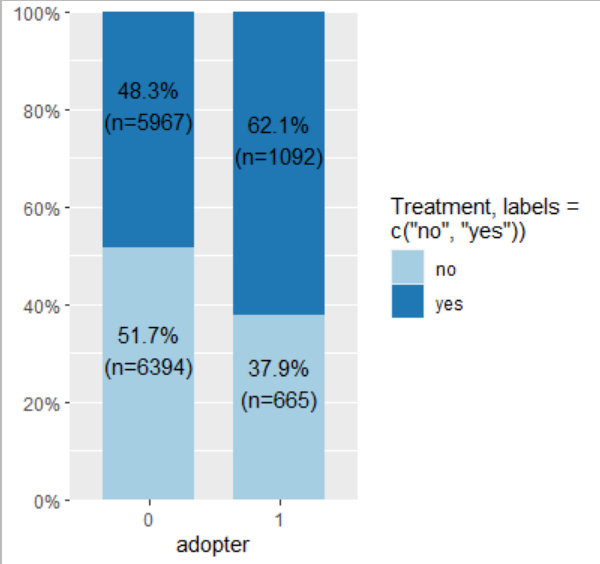 100%
80%
60%
40%
20%
0%
48.3%
(n=5967)
62.1%
(n=1092)
51.7%
(n=6394)
37.9%
(n=665)
0
1
adopter
Treatment, labels =
c("no", "yes"))
no
yes